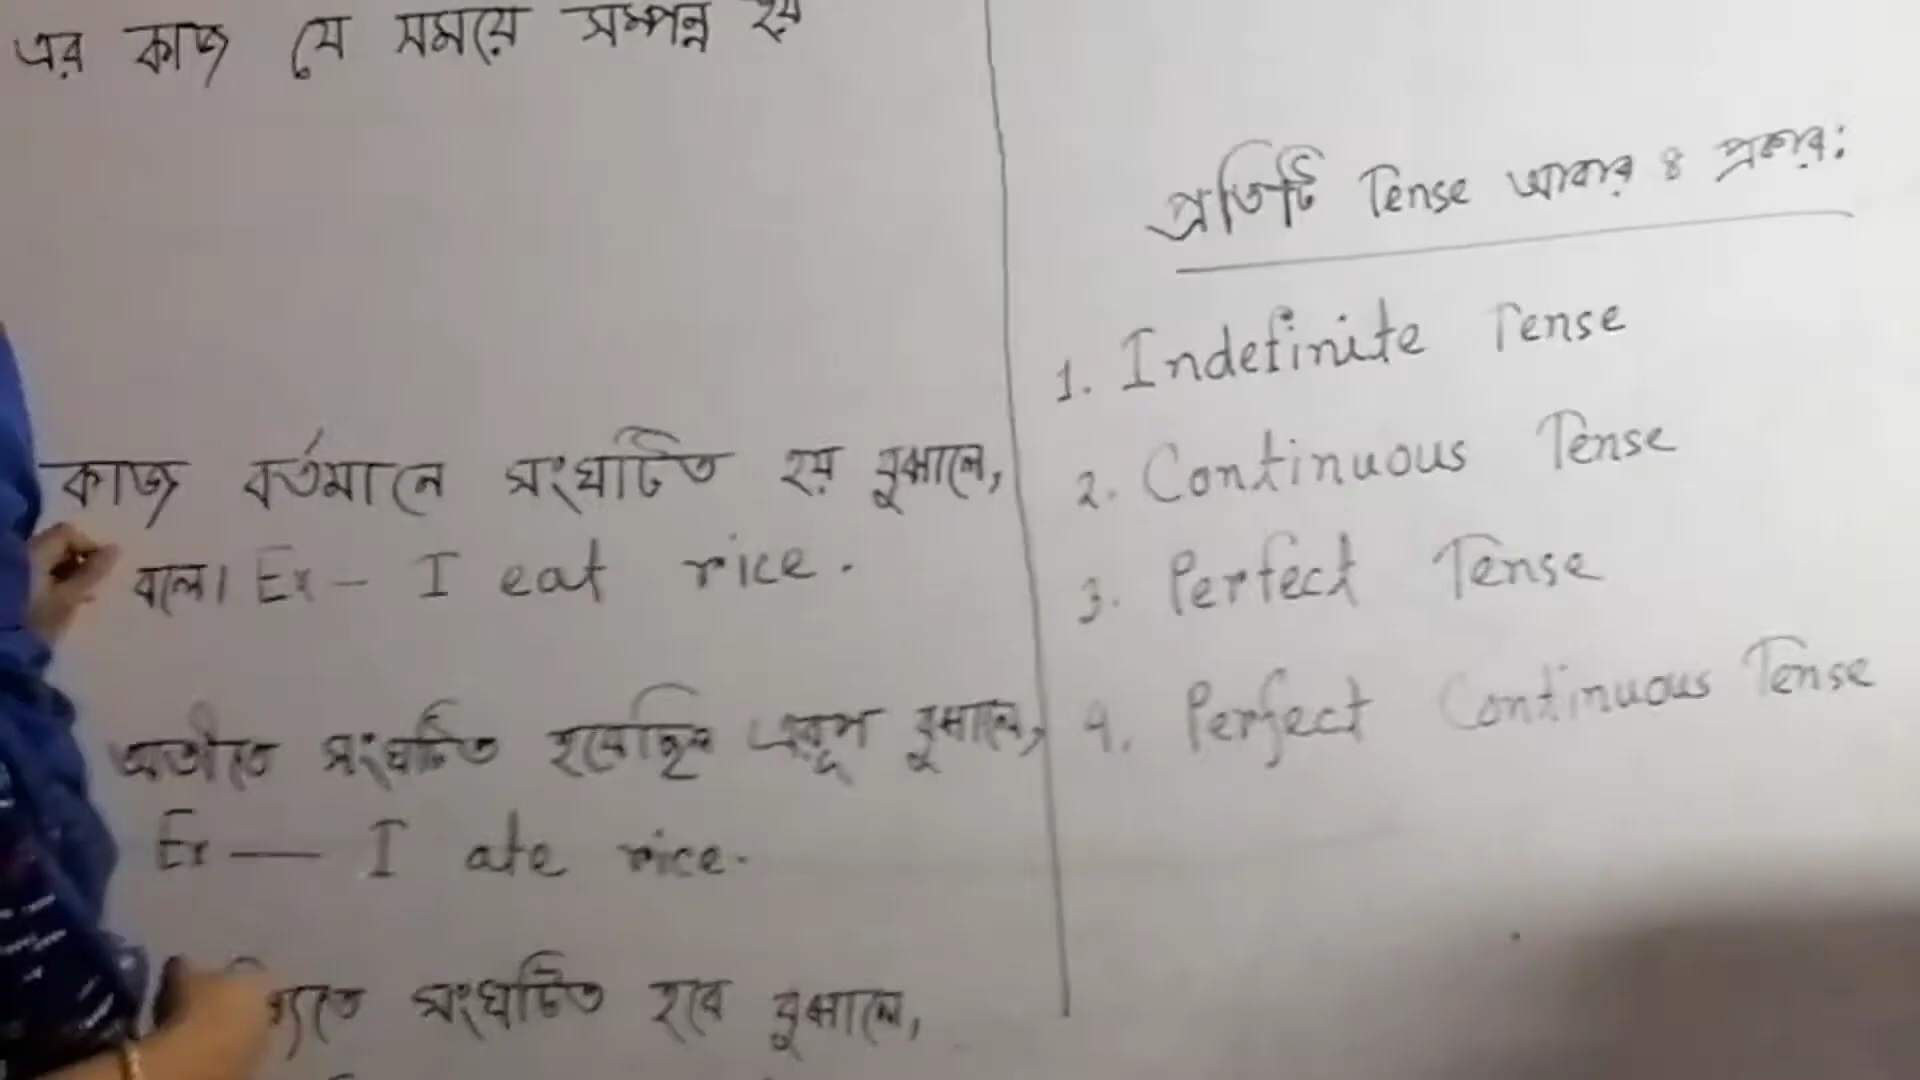 এর কাজ যে সময়ে সম্পন্ন হয়
কাজ বর্তমানে সংঘটিত হয় বুঝালে,
বলে। Ex – I eat rice.
অতীতে সংঘটিত হয়েছিল এরূপ বুঝালে,
Ex — I ate rice.
সংঘটিত হবে বুঝালে,
প্রতিটি Tense আবার ৪ প্রকার:
1. Indefinite Tense
2. Continuous Tense
3. Perfect Tense
4. Perfect Continuous Tense